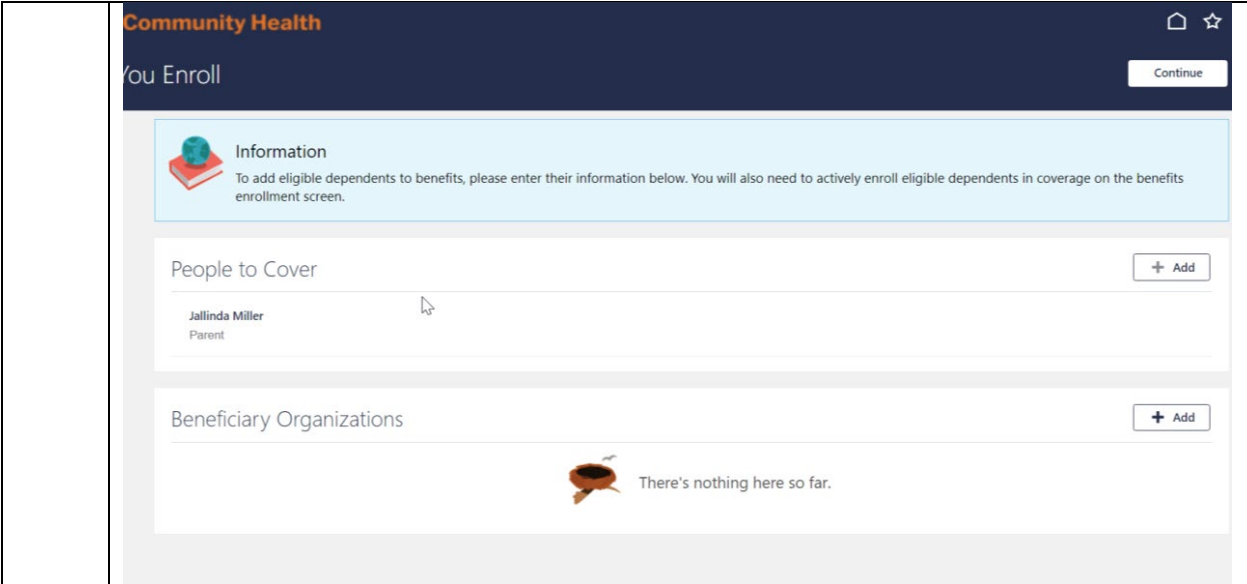 Community Health
You Enroll
Continue
Information
To add eligible dependents to benefits, please enter their information below. You will also need to actively enroll eligible dependents in coverage on the benefits
enrollment screen.
People to Cover
+ Add
Jallinda Miller
Parent
Beneficiary Organizations
+ Add
There's nothing here so far.